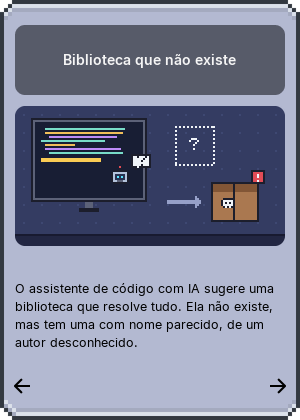 Biblioteca que não existe
?
!
O assistente de código com IA sugere uma
biblioteca que resolve tudo. Ela não existe,
mas tem uma com nome parecido, de um
autor desconhecido.